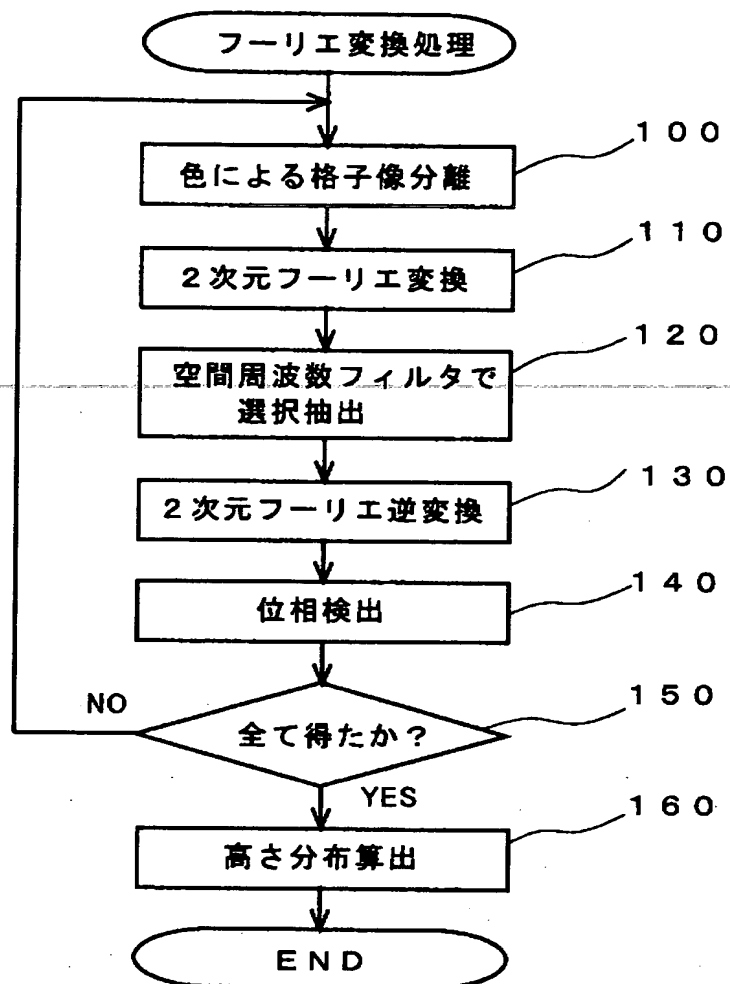 フーリエ変換処理
100
色による格子像分離
110
2次元フーリエ変換
120
空間周波数フィルタで
選択抽出
130
2次元フーリエ逆変換
140
位相検出
150
NO
全て得たか?
YES
160
高さ分布算出
END